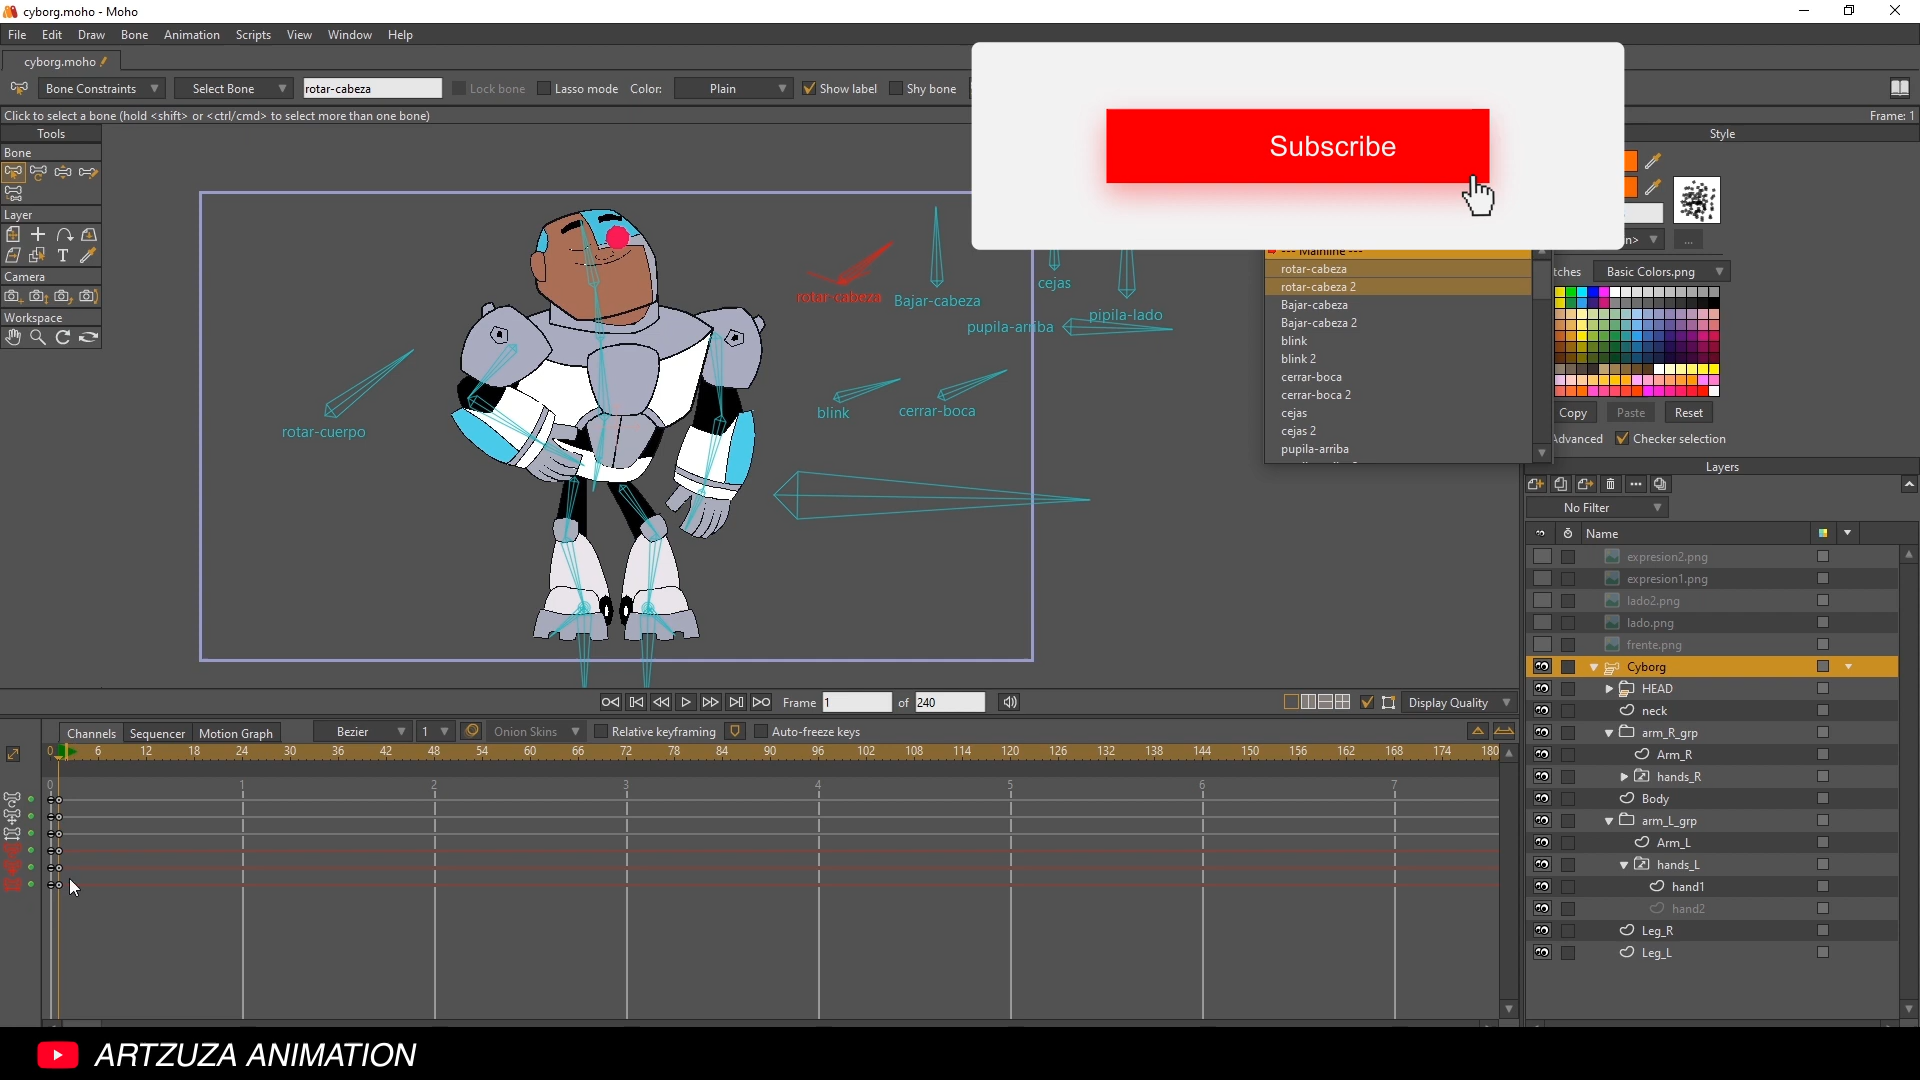 cyborg.moho - Moho
File Edit Draw Bone Animation Scripts View Window Help
cyborg.moho
Bone Constraints Select Bone rotar-cabeza Lock bone Lasso mode Color: Plain Show label Shy bone
Click to select a bone (hold <shift> or <ctrl/cmd> to select more than one bone) Frame: 1
Tools
Bone
Layer
T
Camera
Workspace
Subscribe
Style
rotar-cabeza
Bajar-cabeza
cejas
pupila-arriba
pipila-lado
blink
cerrar-boca
rotar-cuerpo
--- Mainline ---
rotar-cabeza
rotar-cabeza 2
Bajar-cabeza
Bajar-cabeza 2
blink
blink 2
cerrar-boca
cerrar-boca 2
cejas
cejas 2
pupila-arriba
n>
...
tches Basic Colors.png
Copy Paste Reset
dvanced Checker selection
Layers
No Filter
Name
expresion2.png
expresion1.png
lado2.png
lado.png
frente.png
Cyborg
HEAD
neck
arm_R_grp
Arm_R
hands_R
Body
arm_L_grp
Arm_L
hands_L
hand1
hand2
Leg_R
Leg_L
Frame 1 of 240 Display Quality
Channels Sequencer Motion Graph Bezier 1 Onion Skins Relative keyframing Auto-freeze keys
0 6 12 18 24 30 36 42 48 54 60 66 72 78 84 90 96 102 108 114 120 126 132 138 144 150 156 162 168 174 180
0 1 2 3 4 5 6 7
ARTZUZA ANIMATION